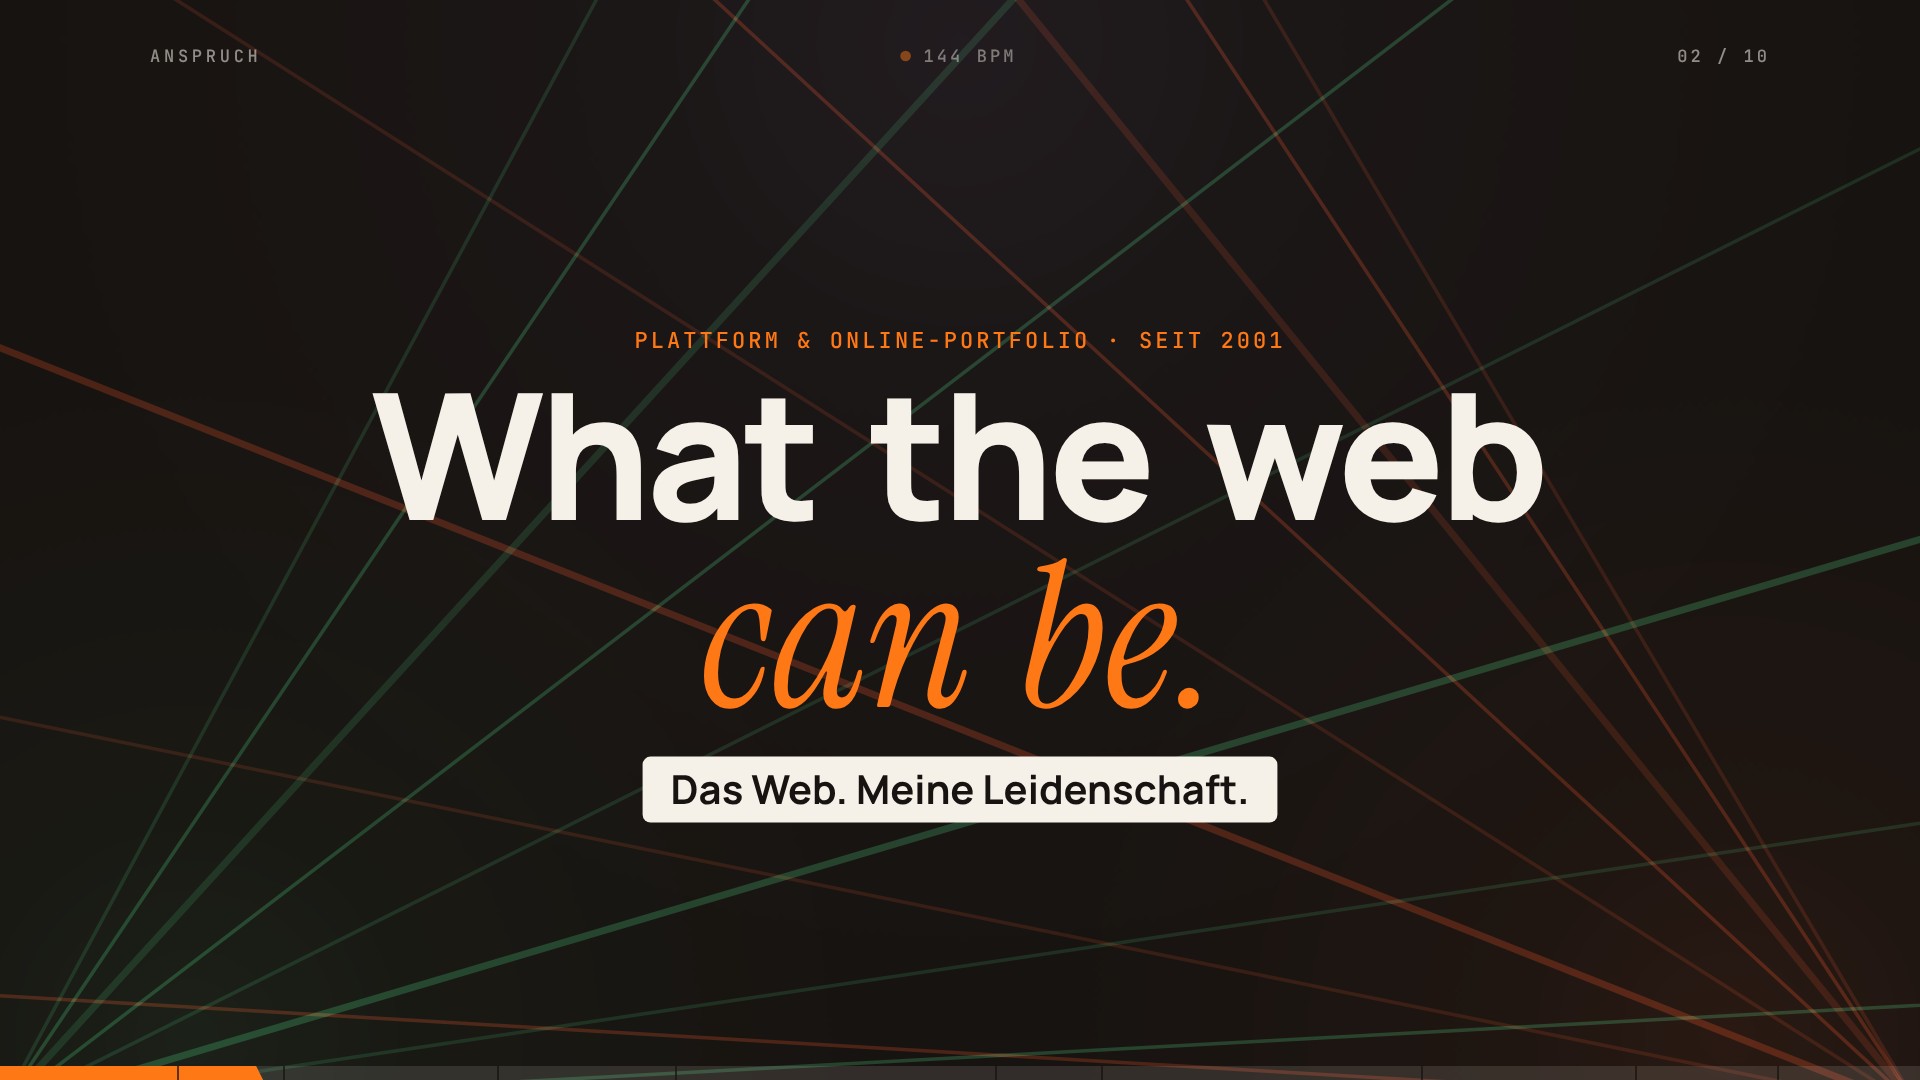 ANSPRUCH
144 BPM
02 / 10
PLATTFORM & ONLINE-PORTFOLIO · SEIT 2001
What the web
can be.
Das Web. Meine Leidenschaft.